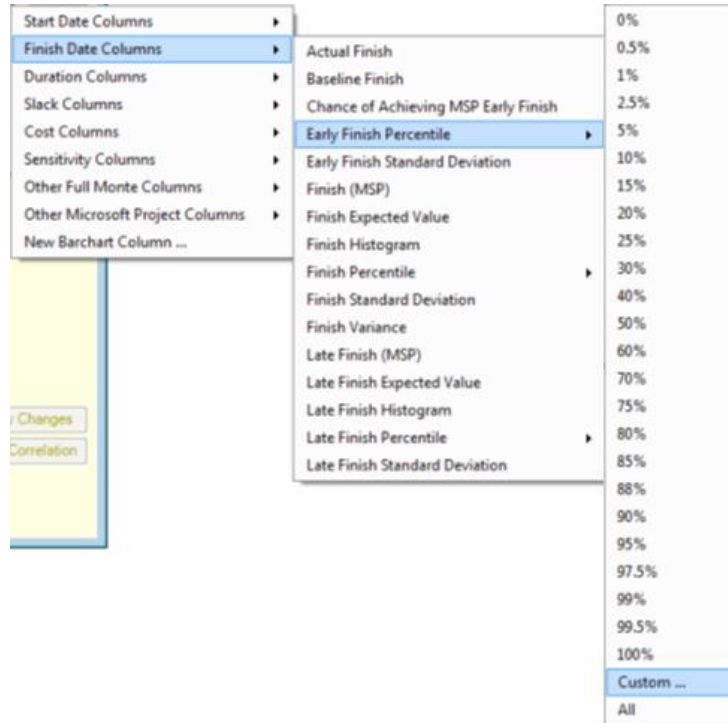 Start Date Columns
Finish Date Columns
Duration Columns
Slack Columns
Cost Columns
Sensitivity Columns
Other Full Monte Columns
Other Microsoft Project Columns
New Barchart Column ...
Changes
Correlation
Actual Finish
Baseline Finish
Chance of Achieving MSP Early Finish
Early Finish Percentile
Early Finish Standard Deviation
Finish (MSP)
Finish Expected Value
Finish Histogram
Finish Percentile
Finish Standard Deviation
Finish Variance
Late Finish (MSP)
Late Finish Expected Value
Late Finish Histogram
Late Finish Percentile
Late Finish Standard Deviation
0%
0.5%
1%
2.5%
5%
10%
15%
20%
25%
30%
40%
50%
60%
70%
75%
80%
85%
88%
90%
95%
97.5%
99%
99.5%
100%
Custom ...
All